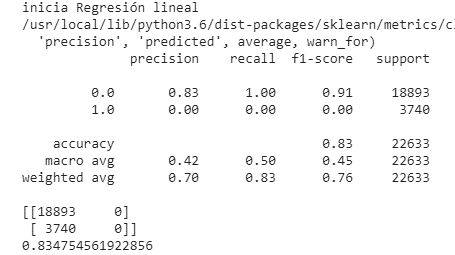 inicia Regresión lineal
/usr/local/lib/python3.6/dist-packages/sklearn/metrics/cl
'precision', 'predicted', average, warn_for)
precision recall f1-score support
0.0 0.83 1.00 0.91 18893
1.0 0.00 0.00 0.00 3740
accuracy 0.83 22633
macro avg 0.42 0.50 0.45 22633
weighted avg 0.70 0.83 0.76 22633
[[18893 0]
[ 3740 0]]
0.834754561922856